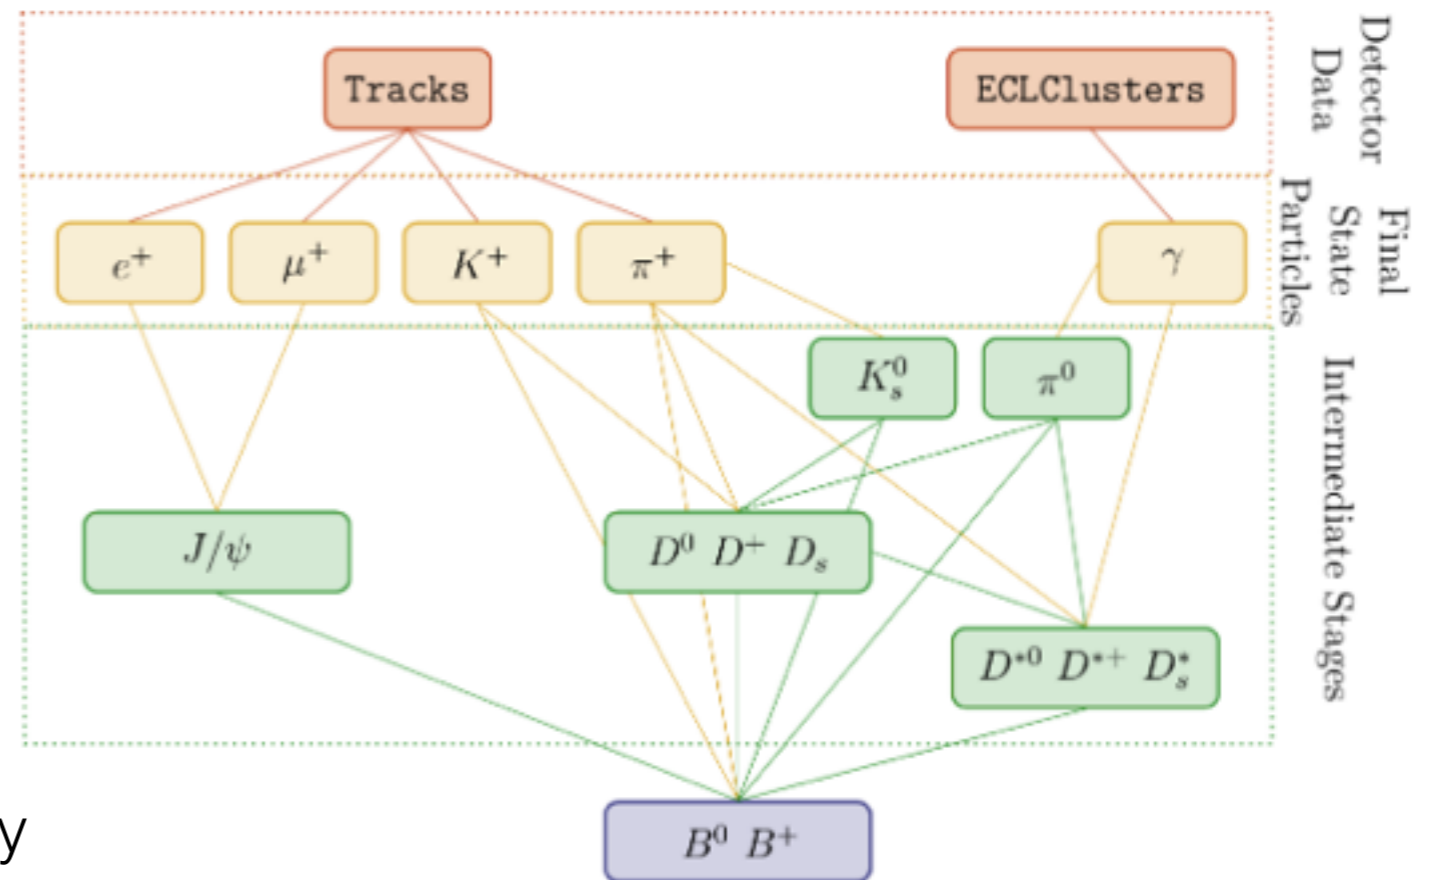 Tracks
ECLClusters
Detector
Data
e⁺
μ⁺
K⁺
π⁺
γ
Final
State
Particles
K⁰ₛ
π⁰
J/ψ
D⁰ D⁺ Dₛ
D*⁰ D*⁺ D*ₛ
Intermediate Stages
B⁰ B⁺
y